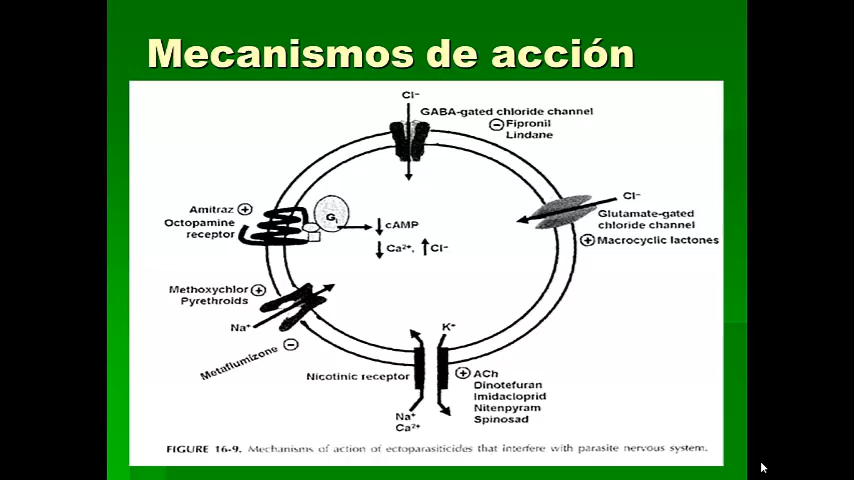 Mecanismos de acción
Cl⁻
GABA-gated chloride channel
⊖ Fipronil
Lindane
Cl⁻
Glutamate-gated
chloride channel
⊕ Macrocyclic lactones
Amitraz ⊕
Octopamine
receptor
Gᵢ
↓cAMP
↓Ca²⁺, ↑Cl⁻
Methoxychlor ⊕
Pyrethroids
Na⁺
Metaflumizone ⊖
K⁺
Nicotinic receptor
⊕ ACh
Dinotefuran
Imidacloprid
Nitenpyram
Spinosad
Na⁺
Ca²⁺
FIGURE 16-9. Mechanisms of action of ectoparasiticides that interfere with parasite nervous system.